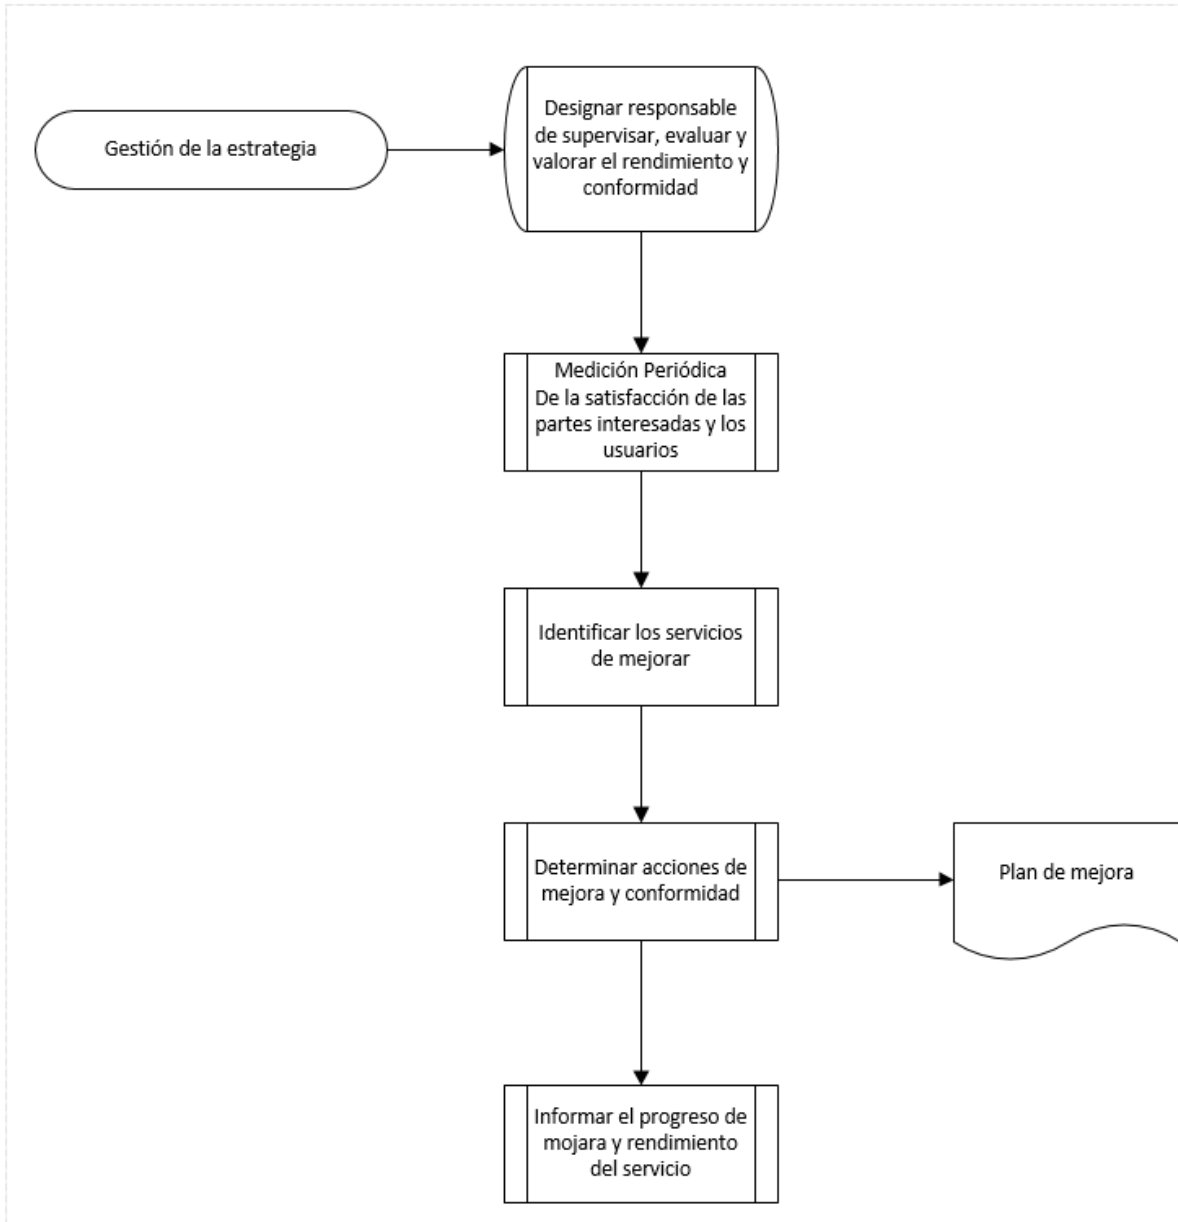 Gestión de la estrategia
Designar responsable
de supervisar, evaluar y
valorar el rendimiento y
conformidad
Medición Periódica
De la satisfacción de las
partes interesadas y los
usuarios
Identificar los servicios
de mejorar
Determinar acciones de
mejora y conformidad
Plan de mejora
Informar el progreso de
mojara y rendimiento
del servicio